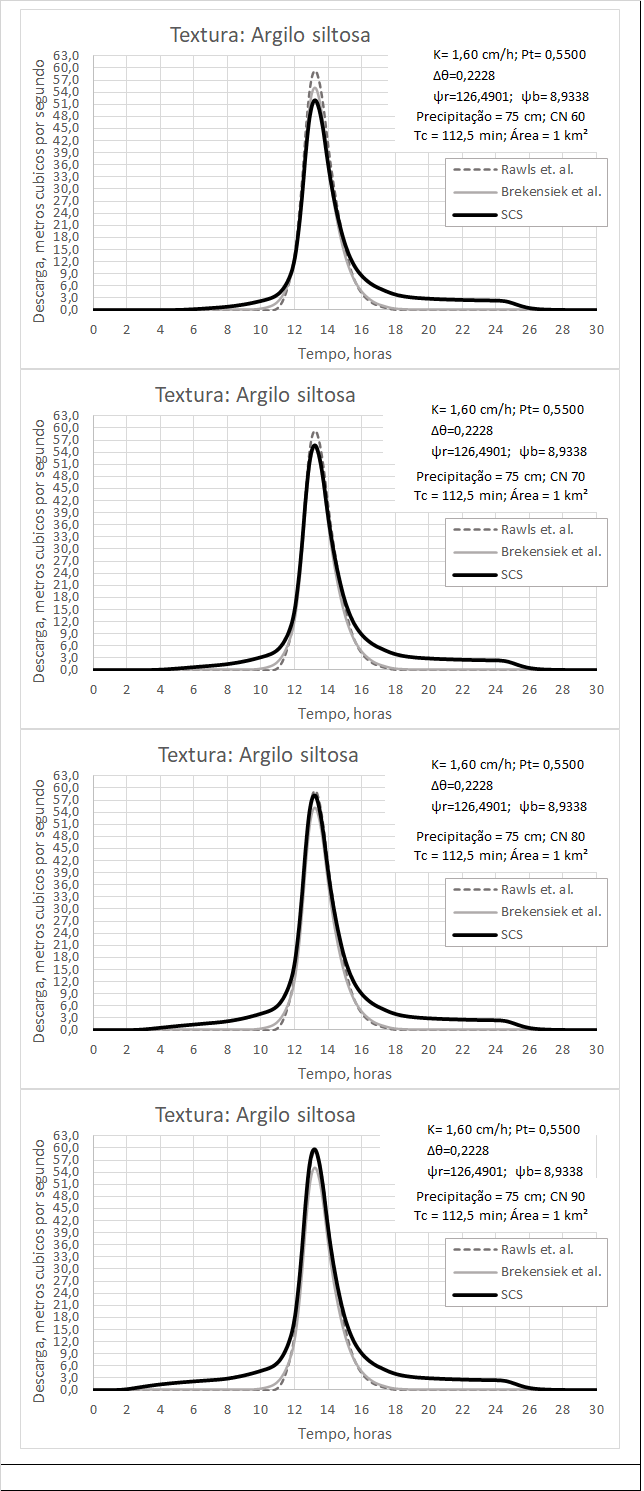 Textura: Argilo siltosa
K= 1,60 cm/h; Pt= 0,5500
Δθ=0,2228
ψr=126,4901; ψb= 8,9338
Precipitação = 75 cm; CN 60
Tc = 112,5 min; Área = 1 km²
Rawls et. al.
Brekensiek et al.
SCS
Descarga, metros cubicos por segundo
63,0
60,0
57,0
54,0
51,0
48,0
45,0
42,0
39,0
36,0
33,0
30,0
27,0
24,0
21,0
18,0
15,0
12,0
9,0
6,0
3,0
0,0
0 2 4 6 8 10 12 14 16 18 20 22 24 26 28 30
Tempo, horas
Textura: Argilo siltosa
K= 1,60 cm/h; Pt= 0,5500
Δθ=0,2228
ψr=126,4901; ψb= 8,9338
Precipitação = 75 cm; CN 70
Tc = 112,5 min; Área = 1 km²
Rawls et. al.
Brekensiek et al.
SCS
Descarga, metros cubicos por segundo
63,0
60,0
57,0
54,0
51,0
48,0
45,0
42,0
39,0
36,0
33,0
30,0
27,0
24,0
21,0
18,0
15,0
12,0
9,0
6,0
3,0
0,0
0 2 4 6 8 10 12 14 16 18 20 22 24 26 28 30
Tempo, horas
Textura: Argilo siltosa
K= 1,60 cm/h; Pt= 0,5500
Δθ=0,2228
ψr=126,4901; ψb= 8,9338
Precipitação = 75 cm; CN 80
Tc = 112,5 min; Área = 1 km²
Rawls et. al.
Brekensiek et al.
SCS
Descarga, metros cubicos por segundo
63,0
60,0
57,0
54,0
51,0
48,0
45,0
42,0
39,0
36,0
33,0
30,0
27,0
24,0
21,0
18,0
15,0
12,0
9,0
6,0
3,0
0,0
0 2 4 6 8 10 12 14 16 18 20 22 24 26 28 30
Tempo, horas
Textura: Argilo siltosa
K= 1,60 cm/h; Pt= 0,5500
Δθ=0,2228
ψr=126,4901; ψb= 8,9338
Precipitação = 75 cm; CN 90
Tc = 112,5 min; Área = 1 km²
Rawls et. al.
Brekensiek et al.
SCS
Descarga, metros cubicos por segundo
63,0
60,0
57,0
54,0
51,0
48,0
45,0
42,0
39,0
36,0
33,0
30,0
27,0
24,0
21,0
18,0
15,0
12,0
9,0
6,0
3,0
0,0
0 2 4 6 8 10 12 14 16 18 20 22 24 26 28 30
Tempo, horas